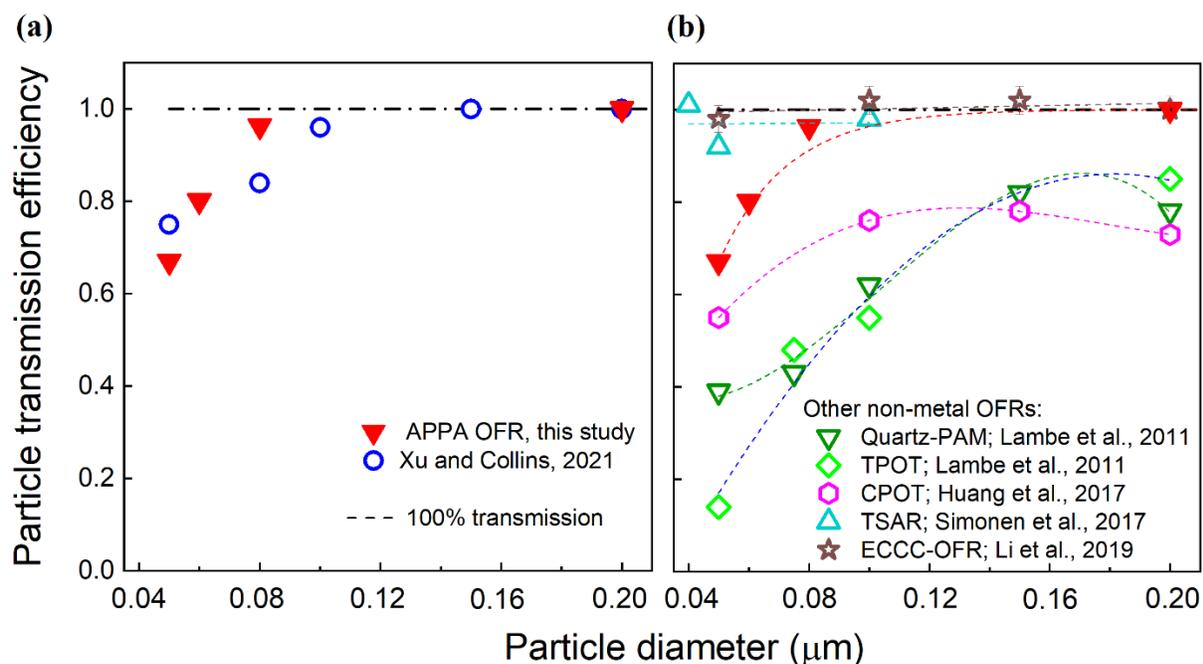 (a)
(b)
Particle transmission efficiency
1.0
0.8
0.6
0.4
0.2
0.0
APPA OFR, this study
Xu and Collins, 2021
100% transmission
Other non-metal OFRs:
Quartz-PAM; Lambe et al., 2011
TPOT; Lambe et al., 2011
CPOT; Huang et al., 2017
TSAR; Simonen et al., 2017
ECCC-OFR; Li et al., 2019
0.04 0.08 0.12 0.16 0.20
0.04 0.08 0.12 0.16 0.20
Particle diameter (μm)